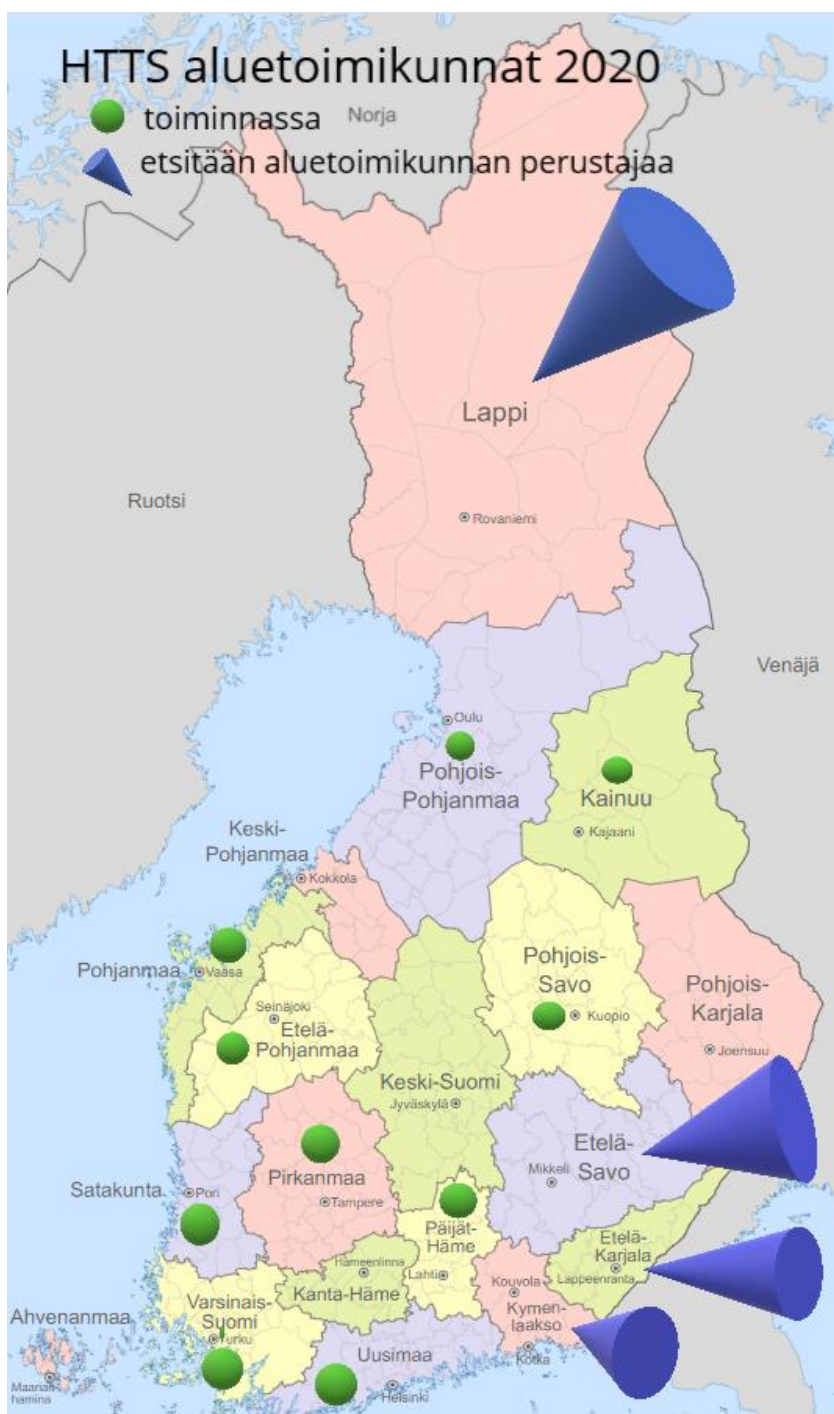 HTTS aluetoimikunnat 2020
toiminnassa
Norja
etsitään aluetoimikunnan perustajaa
Lappi
Ruotsi
Rovaniemi
Venäjä
Oulu
Pohjois-
Pohjanmaa
Kainuu
Kajaani
Keski-
Pohjanmaa
Kokkola
Pohjanmaa
Vaasa
Pohjois-
Savo
Kuopio
Pohjois-
Karjala
Joensuu
Seinäjoki
Etelä-
Pohjanmaa
Keski-Suomi
Jyväskylä
Etelä-
Savo
Mikkeli
Pirkanmaa
Tampere
Satakunta
Pori
Päijät-
Häme
Lahti
Etelä-
Karjala
Lappeenranta
Hämeenlinna
Kanta-Häme
Kouvola
Kymen-
laakso
Kotka
Varsinais-
Suomi
Turku
Ahvenanmaa
Maarian
hamina
Uusimaa
Helsinki